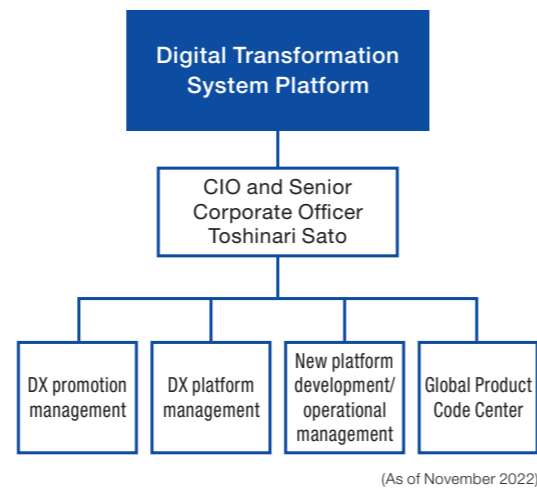 Digital Transformation
System Platform
CIO and Senior
Corporate Officer
Toshinari Sato
DX promotion
management
DX platform
management
New platform
development/
operational
management
Global Product
Code Center
(As of November 2022)